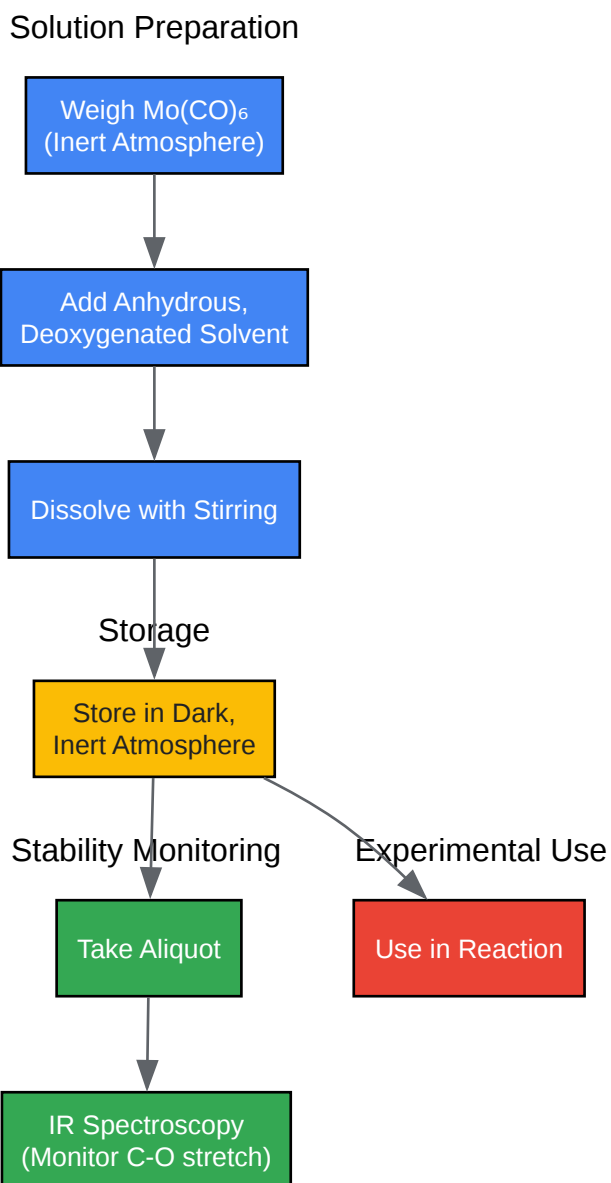 Solution Preparation
Weigh Mo(CO)₆
(Inert Atmosphere)
Add Anhydrous,
Deoxygenated Solvent
Dissolve with Stirring
Storage
Store in Dark,
Inert Atmosphere
Stability Monitoring
Experimental Use
Take Aliquot
Use in Reaction
IR Spectroscopy
(Monitor C-O stretch)